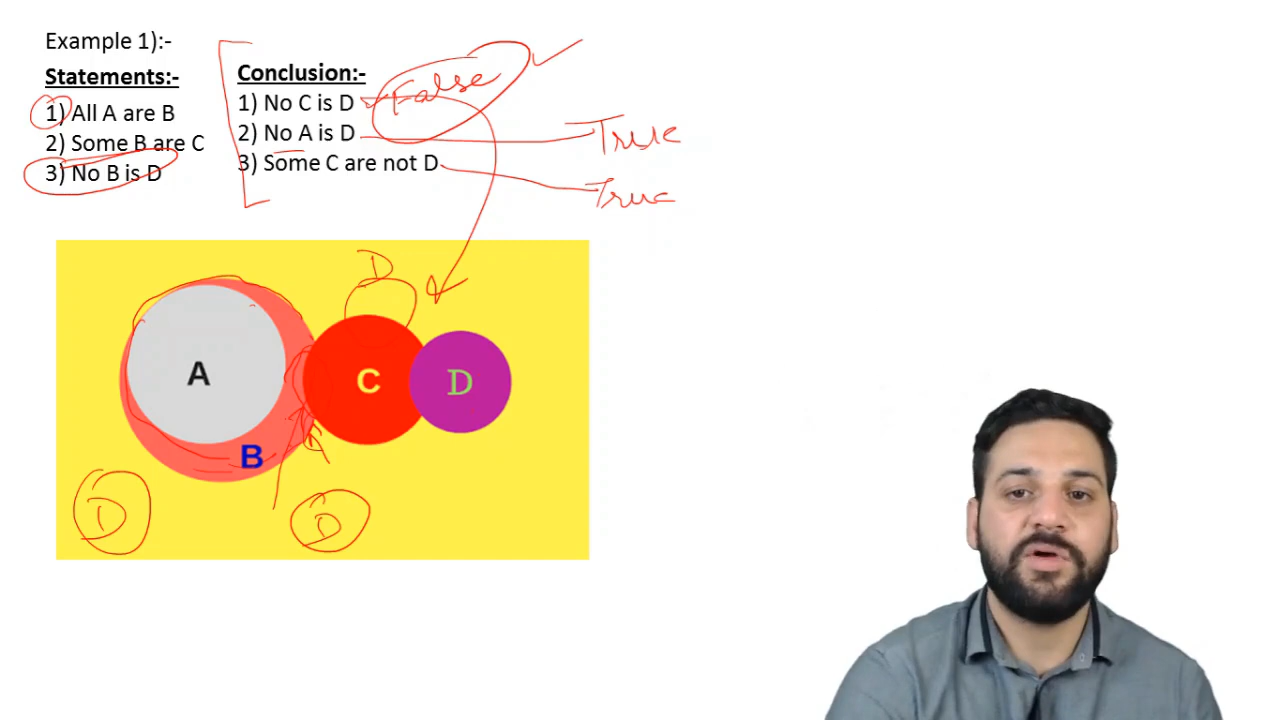 Example 1):-
Statements:-
1) All A are B
2) Some B are C
3) No B is D
Conclusion:-
1) No C is D
2) No A is D
3) Some C are not D
False
True
True
D
A
B
C
D
D
D